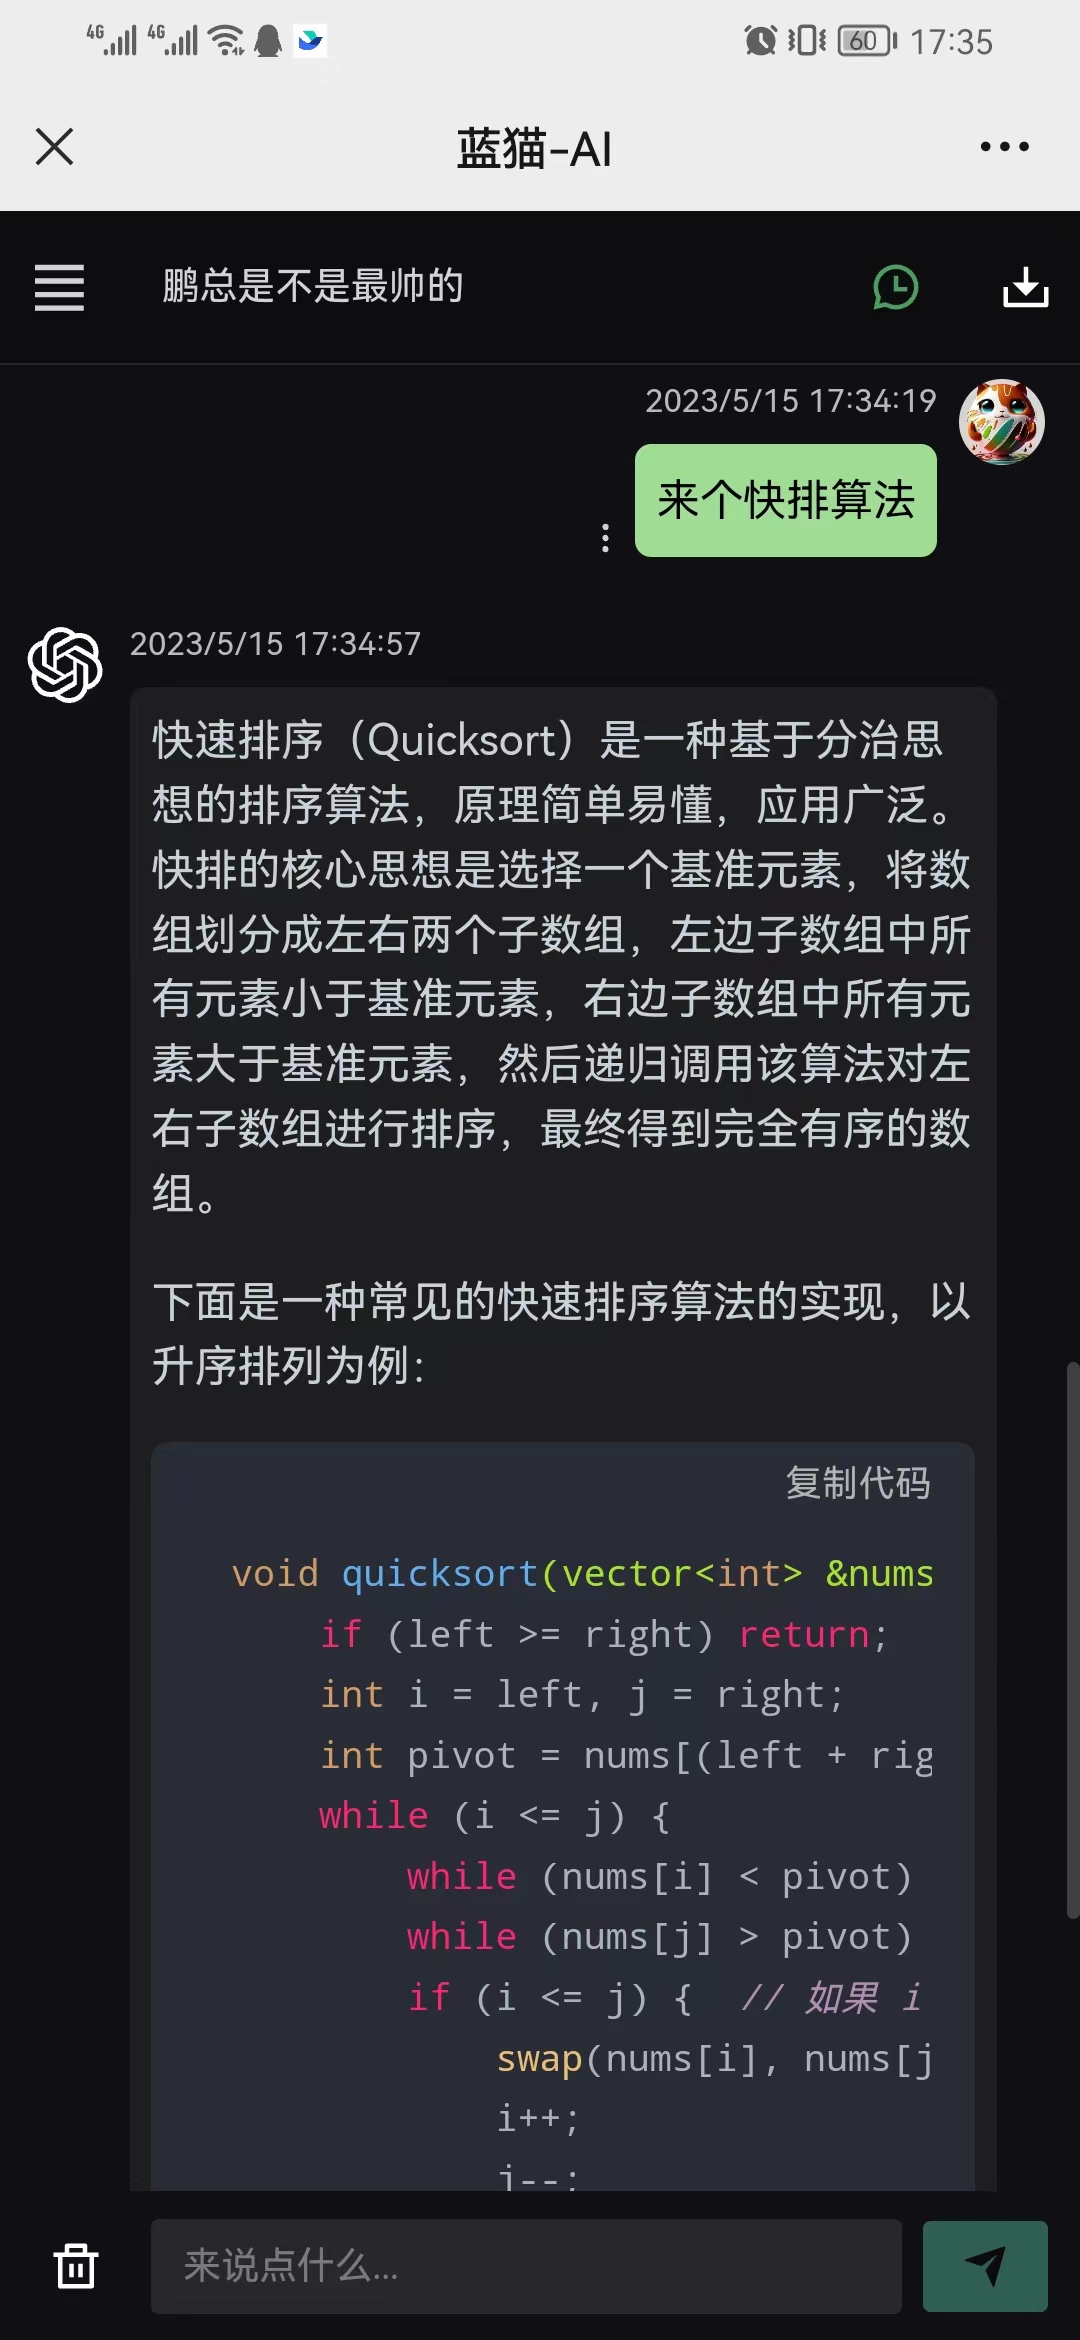 4G 4G 60 17:35
蓝猫-AI
鹏总是不是最帅的
2023/5/15 17:34:19
来个快排算法
2023/5/15 17:34:57
快速排序（Quicksort）是一种基于分治思
想的排序算法，原理简单易懂，应用广泛。
快排的核心思想是选择一个基准元素，将数
组划分成左右两个子数组，左边子数组中所
有元素小于基准元素，右边子数组中所有元
素大于基准元素，然后递归调用该算法对左
右子数组进行排序，最终得到完全有序的数
组。
下面是一种常见的快速排序算法的实现，以
升序排列为例：
复制代码
void quicksort(vector<int> &nums
if (left >= right) return;
int i = left, j = right;
int pivot = nums[(left + rig
while (i <= j) {
while (nums[i] < pivot)
while (nums[j] > pivot)
if (i <= j) {  // 如果 i
swap(nums[i], nums[j
i++;
j--;
来说点什么...